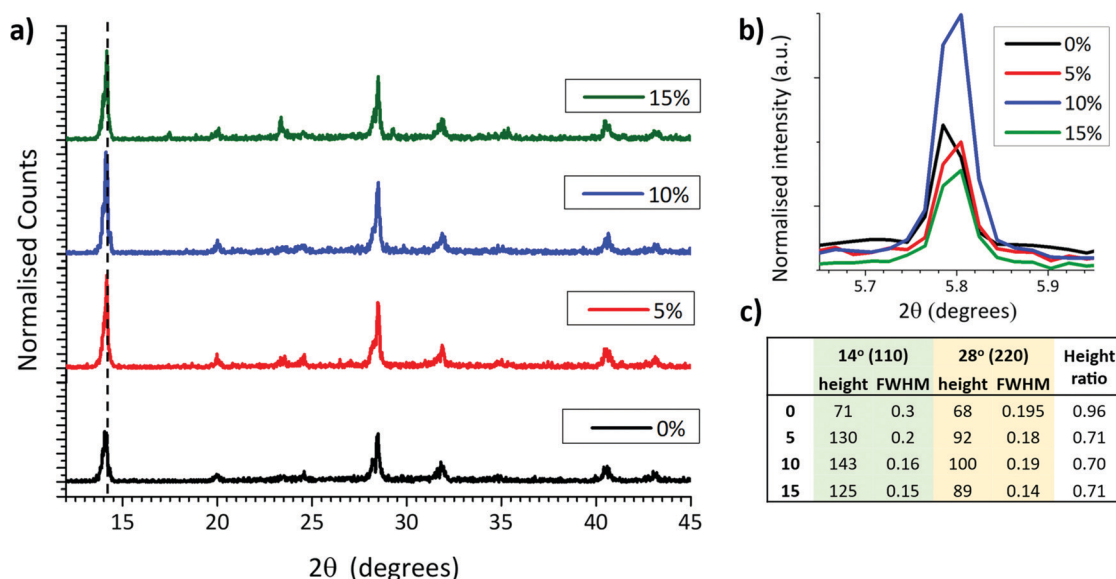 a)
Normalised Counts
15%
10%
5%
0%
15 20 25 30 35 40 45
2θ (degrees)
b)
Normalised intensity (a.u.)
0%
5%
10%
15%
5.7 5.8 5.9
2θ (degrees)
c)
14º (110) 28º (220) Height ratio
height FWHM height FWHM
0 71 0.3 68 0.195 0.96
5 130 0.2 92 0.18 0.71
10 143 0.16 100 0.19 0.70
15 125 0.15 89 0.14 0.71